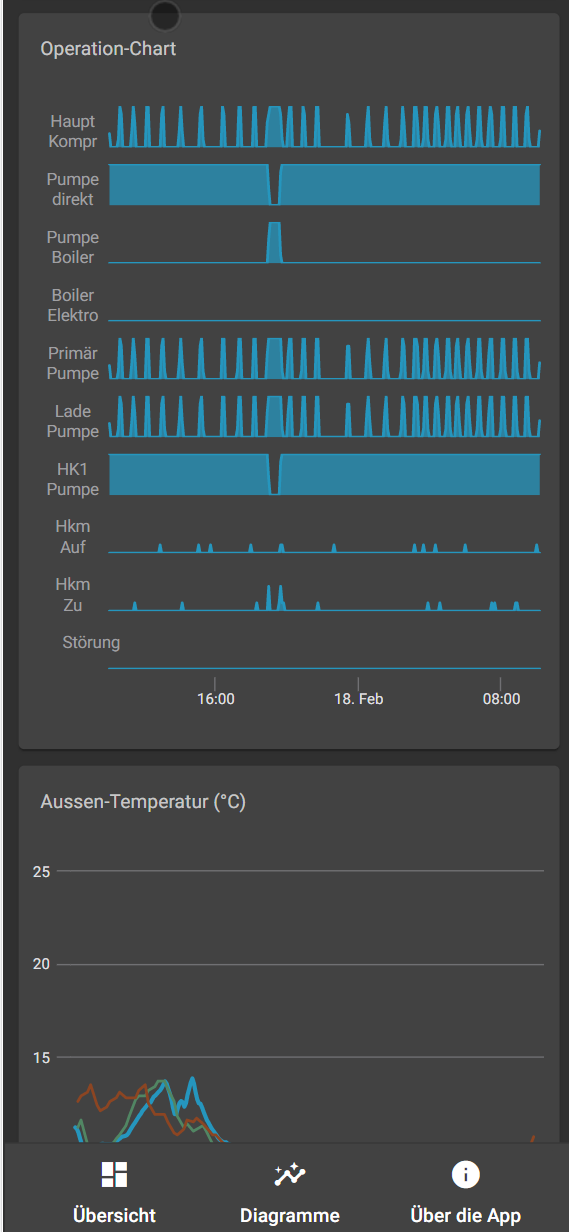 Operation-Chart
Haupt
Kompr
Pumpe
direkt
Pumpe
Boiler
Boiler
Elektro
Primär
Pumpe
Lade
Pumpe
HK1
Pumpe
Hkm
Auf
Hkm
Zu
Störung
16:00 18. Feb 08:00
Aussen-Temperatur (°C)
25
20
15
Übersicht Diagramme Über die App